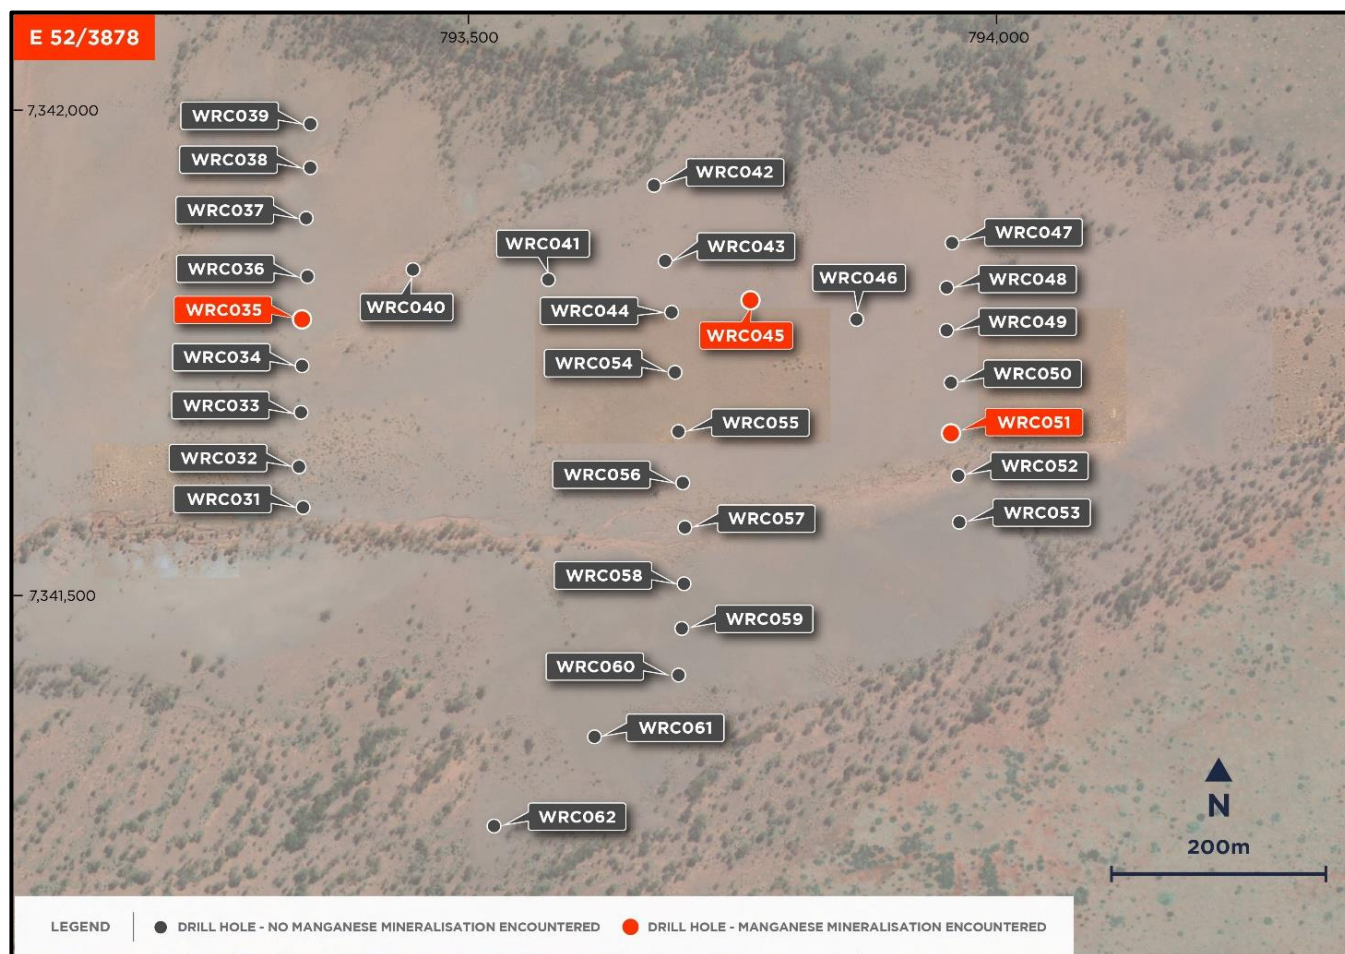 E 52/3878
793,500
794,000
7,342,000
WRC039
WRC038
WRC042
WRC037
WRC047
WRC041
WRC043
WRC036
WRC046
WRC048
WRC040
WRC035
WRC044
WRC045
WRC049
WRC034
WRC054
WRC050
WRC033
WRC055
WRC051
WRC032
WRC056
WRC052
WRC031
WRC057
WRC053
WRC058
7,341,500
WRC059
WRC060
WRC061
WRC062
N
200m
LEGEND
DRILL HOLE - NO MANGANESE MINERALISATION ENCOUNTERED
DRILL HOLE - MANGANESE MINERALISATION ENCOUNTERED